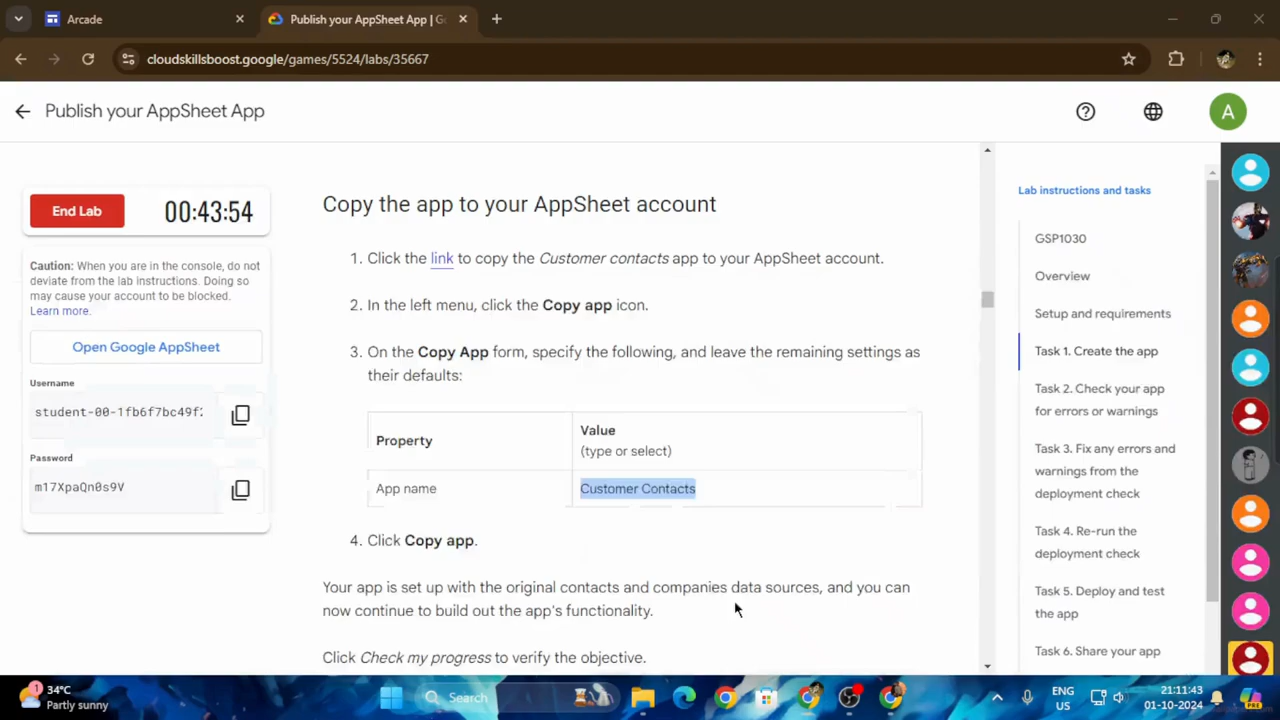 Arcade
Publish your AppSheet App | G
cloudskillsboost.google/games/5524/labs/35667
Publish your AppSheet App
A
End Lab
00:43:54
Caution: When you are in the console, do not
deviate from the lab instructions. Doing so
may cause your account to be blocked.
Learn more.
Open Google AppSheet
Username
student-00-1fb6f7bc49f2
Password
m17XpaQn0s9V
Copy the app to your AppSheet account
1. Click the link to copy the Customer contacts app to your AppSheet account.
2. In the left menu, click the Copy app icon.
3. On the Copy App form, specify the following, and leave the remaining settings as
their defaults:
Property
Value
(type or select)
App name
Customer Contacts
4. Click Copy app.
Your app is set up with the original contacts and companies data sources, and you can
now continue to build out the app's functionality.
Click Check my progress to verify the objective.
Lab instructions and tasks
GSP1030
Overview
Setup and requirements
Task 1. Create the app
Task 2. Check your app
for errors or warnings
Task 3. Fix any errors and
warnings from the
deployment check
Task 4. Re-run the
deployment check
Task 5. Deploy and test
the app
Task 6. Share your app
1
34°C
Partly sunny
Search
ENG
US
21:11:43
01-10-2024
PRE